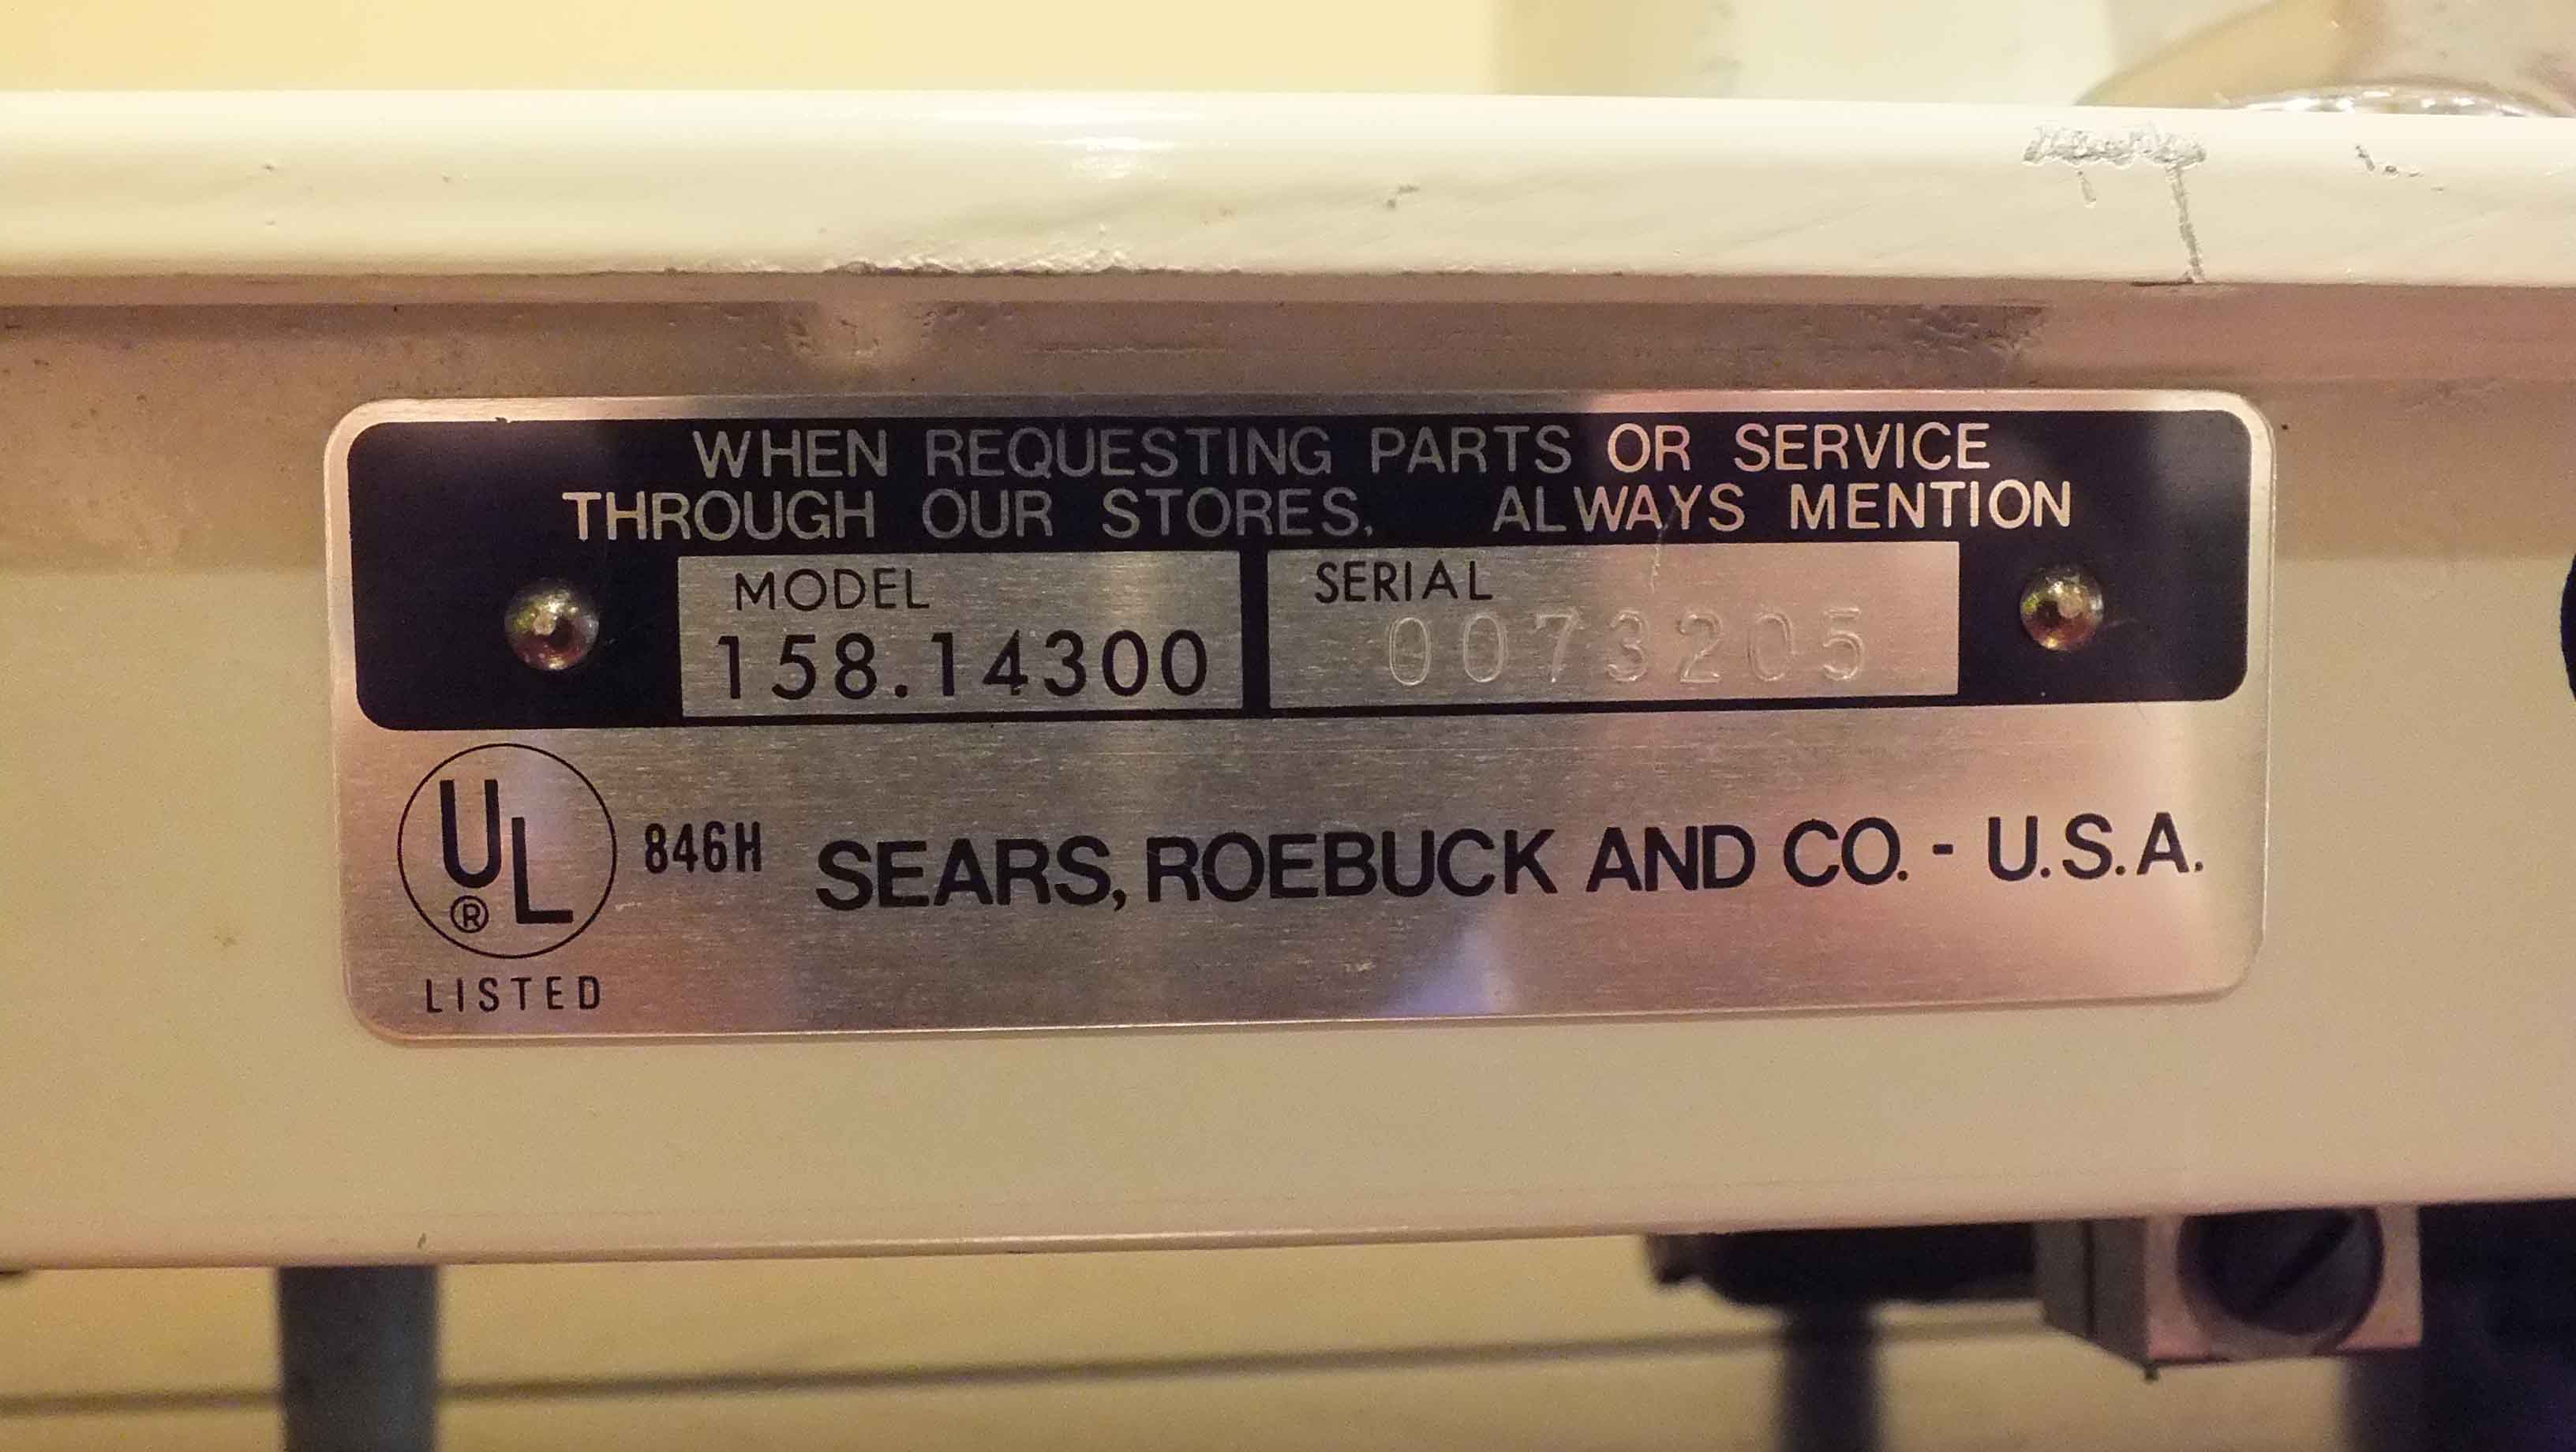 WHEN REQUESTING PARTS OR SERVICE
THROUGH OUR STORES, ALWAYS MENTION
MODEL
158.14300
SERIAL
0073205
UL
®
LISTED
846H
SEARS, ROEBUCK AND CO. - U.S.A.